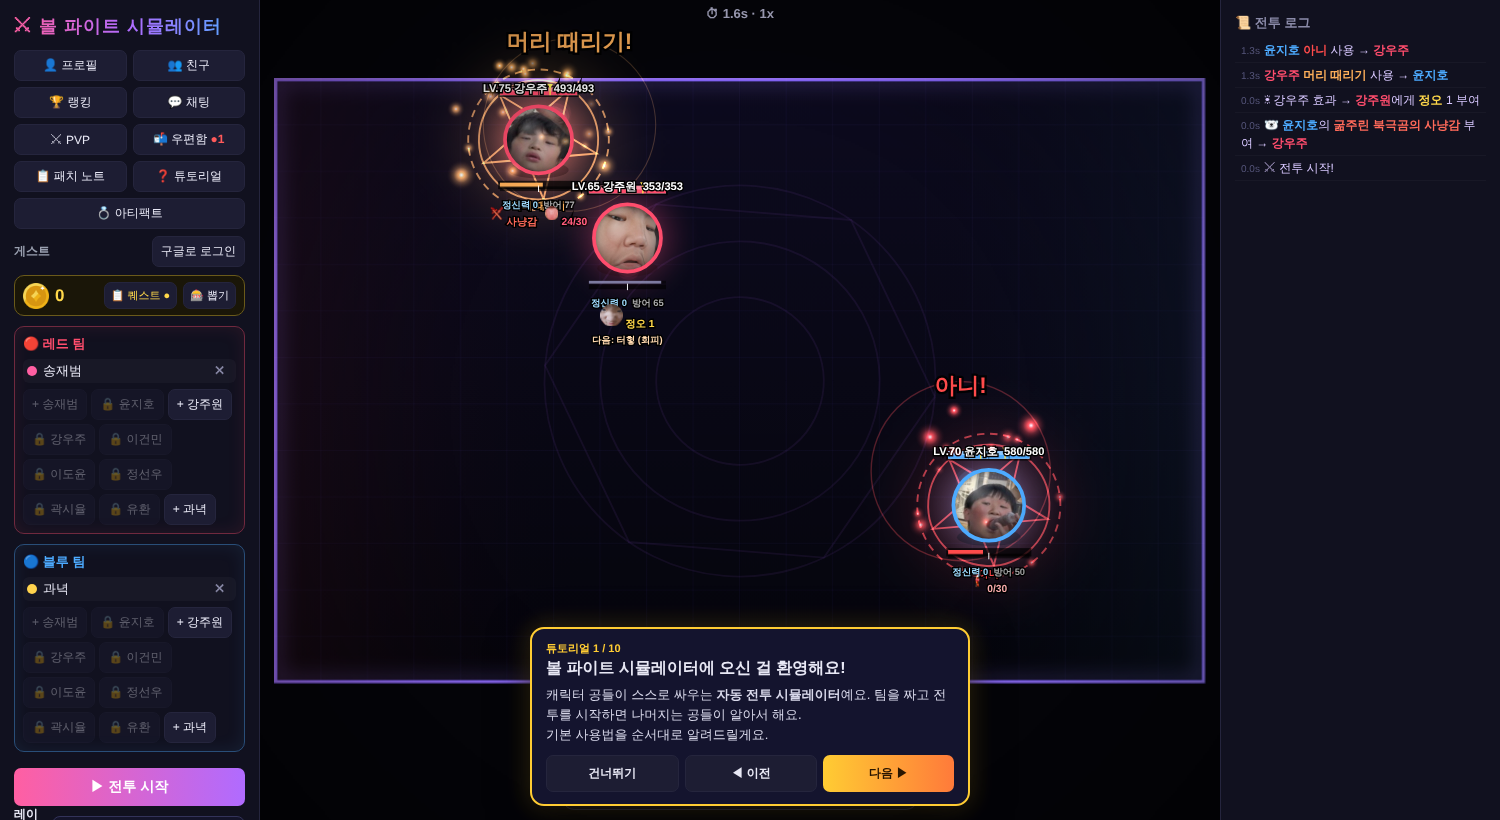 ⚔ 볼 파이트 시뮬레이터
👤 프로필
👥 친구
🏆 랭킹
💬 채팅
⚔ PVP
📬 우편함 ●1
📋 패치 노트
❓ 튜토리얼
💍 아티팩트
게스트
구글로 로그인
0
📋 퀘스트 ●
🎰 뽑기
🔴 레드 팀
송재범 ✕
+ 송재범
🔒 윤지호
+ 강주원
🔒 강우주
🔒 이건민
🔒 이도윤
🔒 정선우
🔒 곽시율
🔒 유환
+ 과녁
🔵 블루 팀
과녁 ✕
+ 송재범
🔒 윤지호
+ 강주원
🔒 강우주
🔒 이건민
🔒 이도윤
🔒 정선우
🔒 곽시율
🔒 유환
+ 과녁
▶ 전투 시작
레이
⏱ 1.6s · 1x
머리 때리기!
LV.75 강우주 493/493
정신력 0 방어 77
사냥감 24/30
LV.65 강주원 353/353
정신력 0 방어 65
정오 1
다음: 터헣 (회피)
아니!
LV.70 윤지호 580/580
정신력 0 방어 50
0/30
튜토리얼 1 / 10
볼 파이트 시뮬레이터에 오신 걸 환영해요!
캐릭터 공들이 스스로 싸우는 자동 전투 시뮬레이터예요. 팀을 짜고 전
투를 시작하면 나머지는 공들이 알아서 해요.
기본 사용법을 순서대로 알려드릴게요.
건너뛰기
◀ 이전
다음 ▶
📜 전투 로그
1.3s 윤지호 아니 사용 → 강우주
1.3s 강우주 머리 때리기 사용 → 윤지호
0.0s ☀ 강우주 효과 → 강주원에게 정오 1 부여
0.0s 🐻‍❄️ 윤지호의 굶주린 북극곰의 사냥감 부
여 → 강우주
0.0s ⚔ 전투 시작!